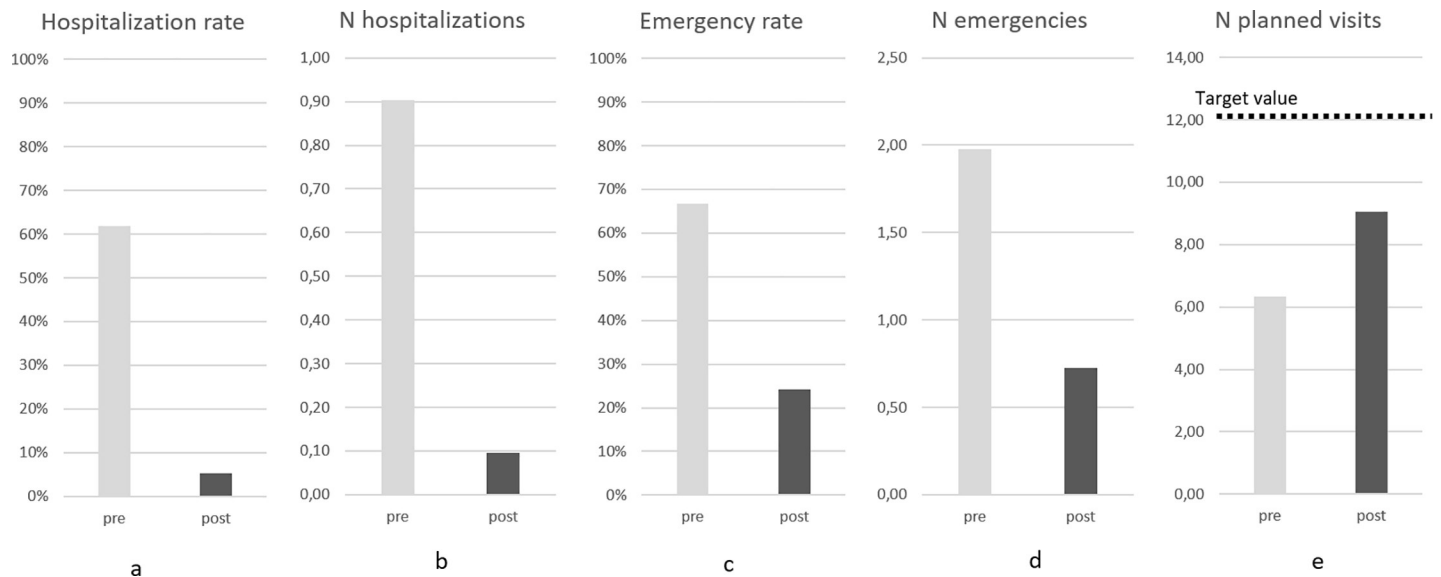 Hospitalization rate
100%
90%
80%
70%
60%
50%
40%
30%
20%
10%
0%
pre post
a
N hospitalizations
1,00
0,90
0,80
0,70
0,60
0,50
0,40
0,30
0,20
0,10
0,00
pre post
b
Emergency rate
100%
90%
80%
70%
60%
50%
40%
30%
20%
10%
0%
pre post
c
N emergencies
2,50
2,00
1,50
1,00
0,50
0,00
pre post
d
N planned visits
14,00
Target value
12,00
10,00
8,00
6,00
4,00
2,00
0,00
pre post
e